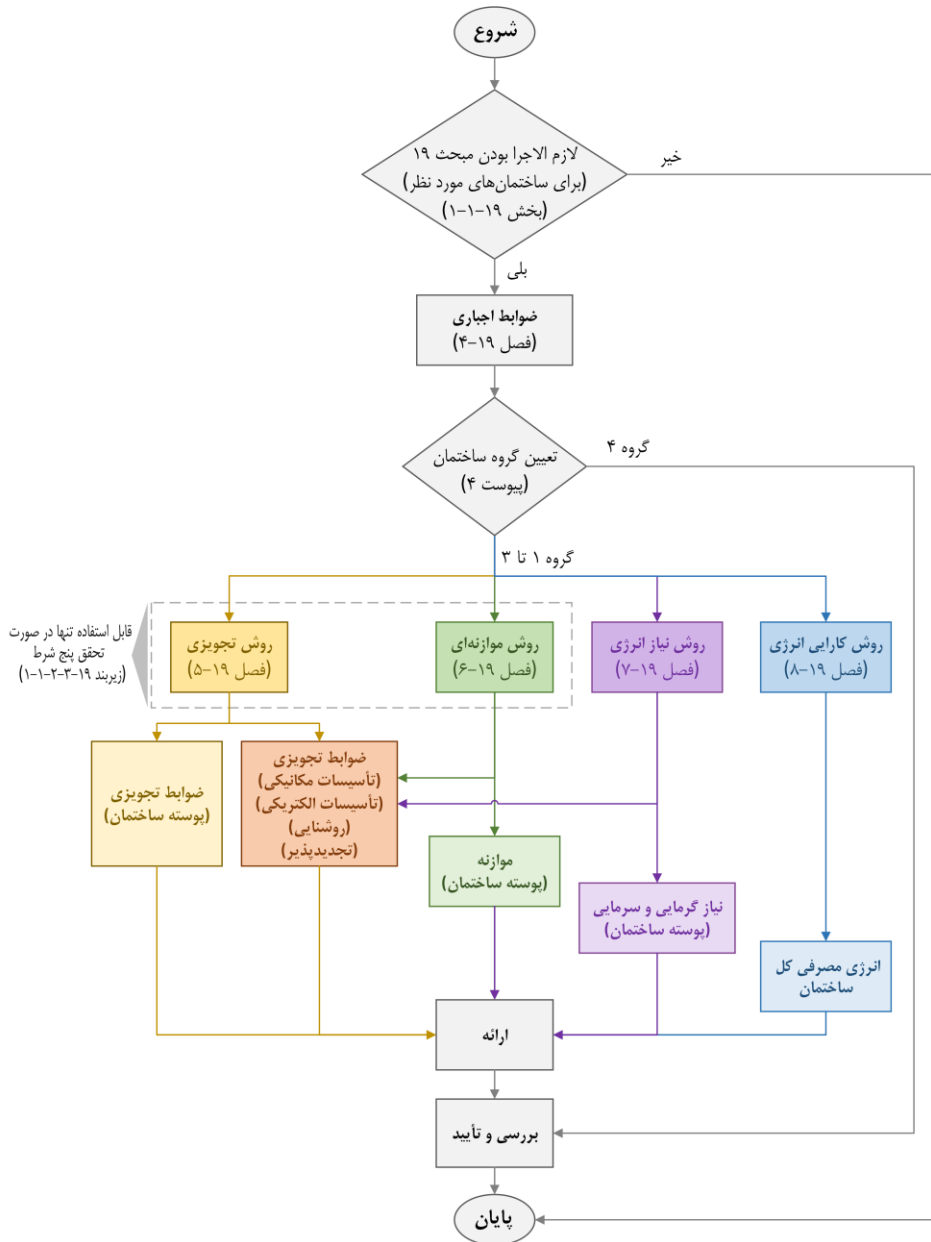 شروع
لازم الاجرا بودن مبحث ۱۹
(برای ساختمان‌های مورد نظر)
(بخش ۱۹-۱-۱)
خیر
بلی
ضوابط اجباری
(فصل ۱۹-۴)
تعیین گروه ساختمان
(پیوست ۴)
گروه ۴
گروه ۱ تا ۳
روش کارایی انرژی
(فصل ۱۹-۸)
روش نیاز انرژی
(فصل ۱۹-۷)
روش موازنه‌ای
(فصل ۱۹-۶)
روش تجویزی
(فصل ۱۹-۵)
قابل استفاده تنها در صورت
تحقق پنج شرط
(زیربند ۱۹-۳-۲-۱-۱)
ضوابط تجویزی
(تأسیسات مکانیکی)
(تأسیسات الکتریکی)
(روشنایی)
(تجدیدپذیر)
ضوابط تجویزی
(پوسته ساختمان)
موازنه
(پوسته ساختمان)
نیاز گرمایی و سرمایی
(پوسته ساختمان)
انرژی مصرفی کل
ساختمان
ارائه
بررسی و تأیید
پایان